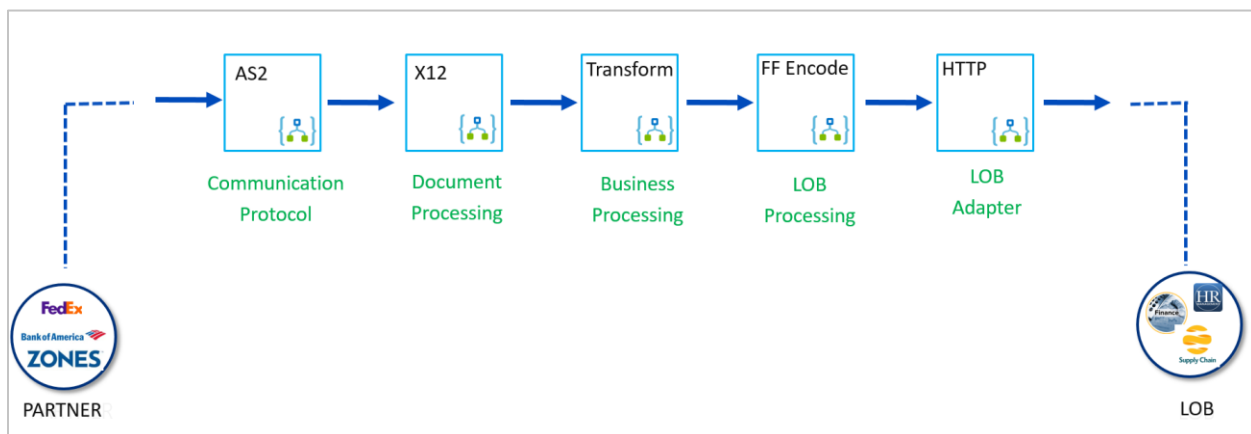 AS2
X12
Transform
FF Encode
HTTP
Communication
Protocol
Document
Processing
Business
Processing
LOB
Processing
LOB
Adapter
FedEx
Bank of America
ZONES
PARTNER
HR
Finance
Supply Chain
LOB